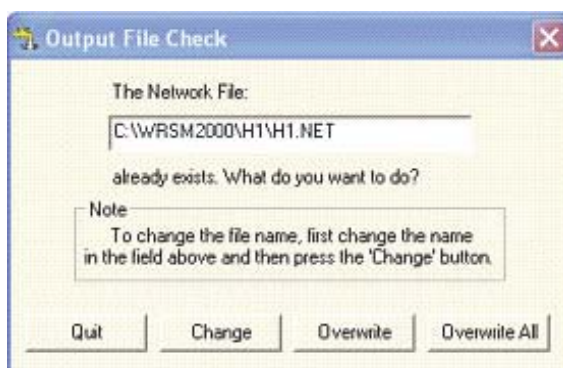 Output File Check
The Network File:
C:\WRSM2000\H1\H1.NET
already exists. What do you want to do?
Note
To change the file name, first change the name
in the field above and then press the 'Change' button.
Quit Change Overwrite Overwrite All